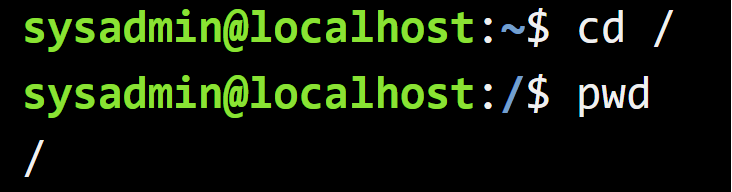 sysadmin@localhost:~$ cd /
sysadmin@localhost:/$ pwd
/